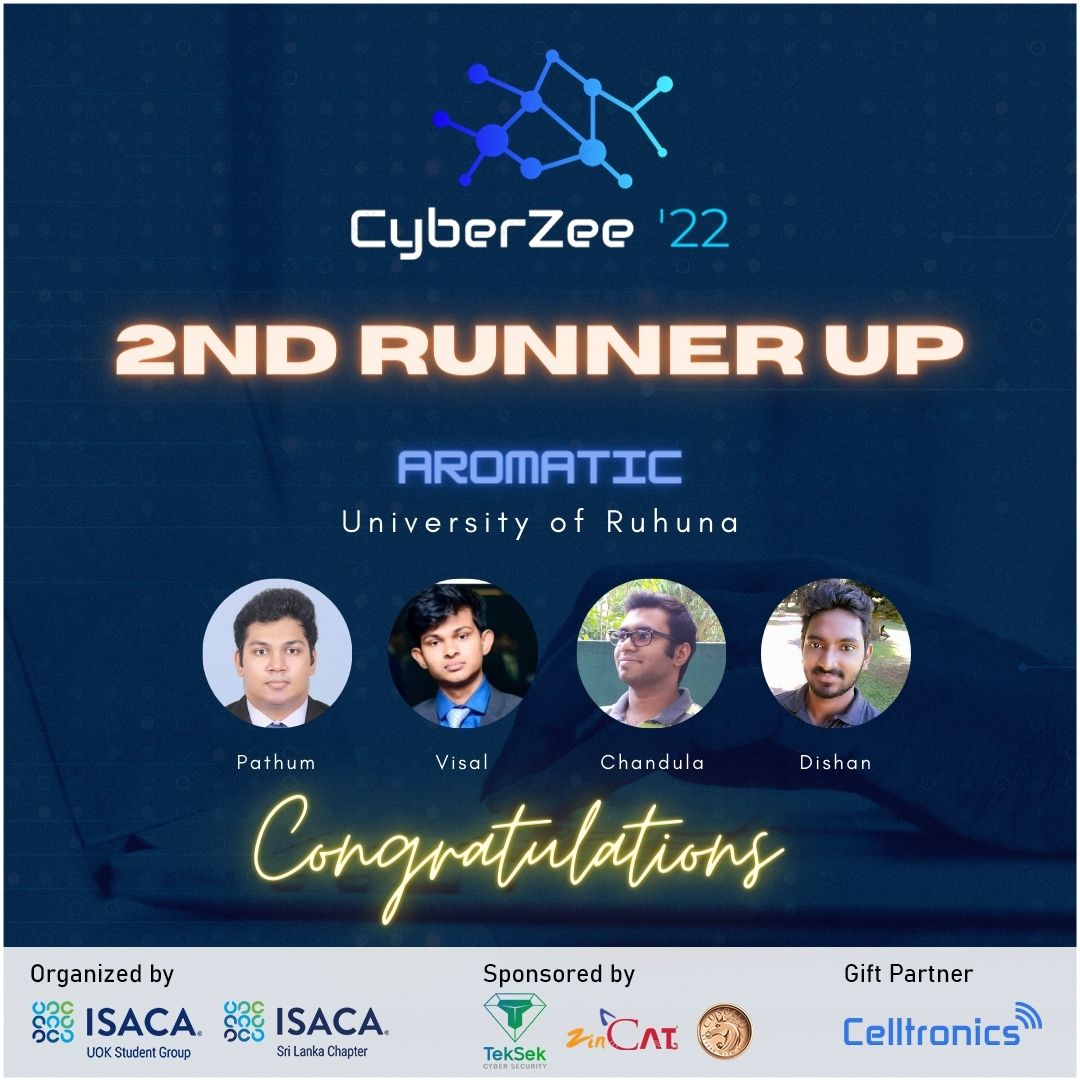 CyberZee '22
2ND RUNNER UP
AROMATIC
University of Ruhuna
Pathum Visal Chandula Dishan
Congratulations
Organized by Sponsored by Gift Partner
ISACA® ISACA® TekSek ZinCAT Celltronics
UOK Student Group Sri Lanka Chapter CYBER SECURITY